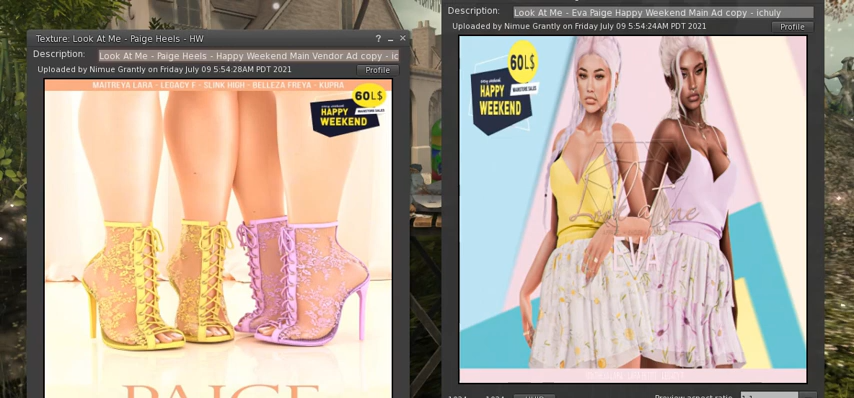 Texture: Look At Me - Paige Heels - HW
Description: Look At Me - Paige Heels - Happy Weekend Main Vendor Ad copy - ic
Uploaded by Nimue Grantly on Friday July 09 5:54:28AM PDT 2021
Profile
MAITREYA LARA - LEGACY F - SLINK HIGH - BELLEZA FREYA - KUPRA
60L$
HAPPY
WEEKEND
PAIGE
Description: Look At Me - Eva Paige Happy Weekend Main Ad copy - ichuly
Uploaded by Nimue Grantly on Friday July 09 5:54:24AM PDT 2021
Profile
60L$
HAPPY
WEEKEND
Look at me
EVA
Preview aspect ratio